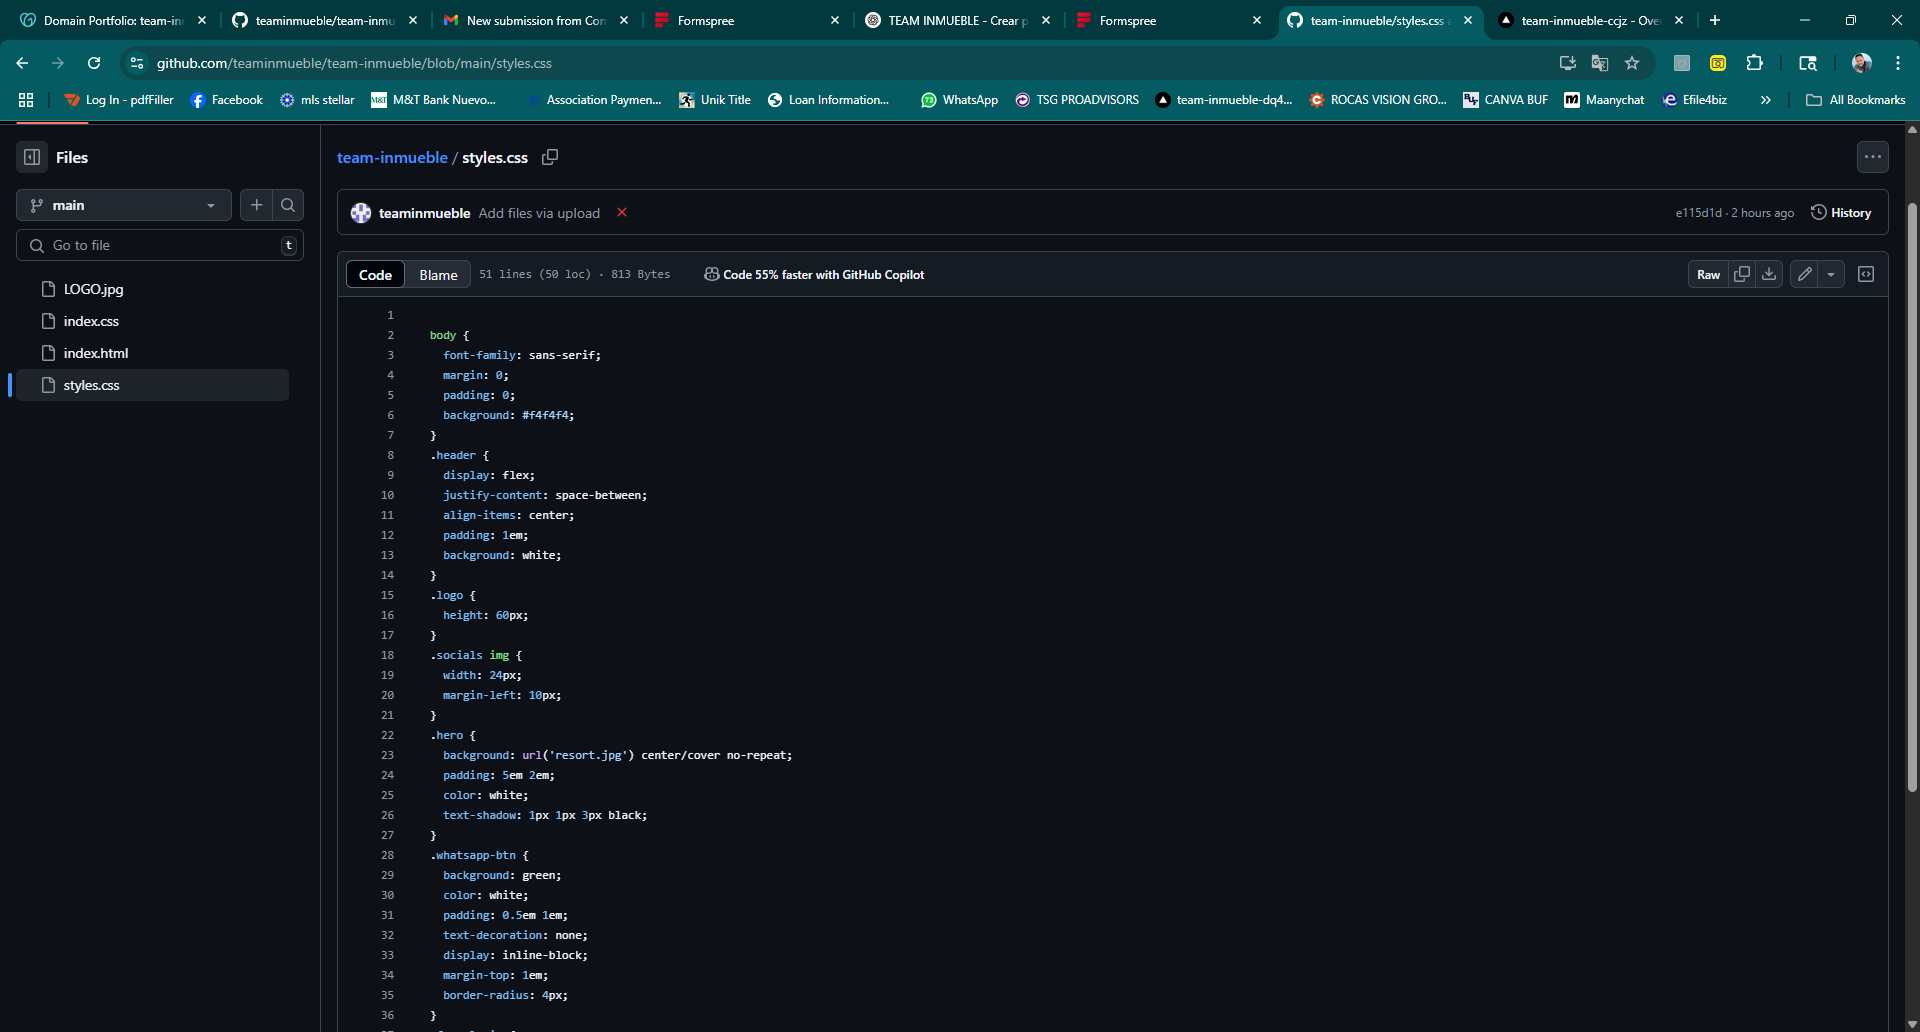 Domain Portfolio: team-in
teaminmueble/team-inmu
New submission from Con
Formspree
TEAM INMUEBLE - Crear p
Formspree
team-inmueble/styles.css
team-inmueble-ccjz - Ove
github.com/teaminmueble/team-inmueble/blob/main/styles.css
Log In - pdfFiller
Facebook
mls stellar
M&T Bank Nuevo...
Association Paymen...
Unik Title
Loan Information...
WhatsApp
TSG PROADVISORS
team-inmueble-dq4...
ROCAS VISION GRO...
CANVA BUF
Maanychat
Efile4biz
All Bookmarks
Files
main
Go to file
t
LOGO.jpg
index.css
index.html
styles.css
team-inmueble / styles.css
teaminmueble Add files via upload
e115d1d · 2 hours ago
History
Code
Blame
51 lines (50 loc) · 813 Bytes
Code 55% faster with GitHub Copilot
Raw
1
2 body {
3 font-family: sans-serif;
4 margin: 0;
5 padding: 0;
6 background: #f4f4f4;
7 }
8 .header {
9 display: flex;
10 justify-content: space-between;
11 align-items: center;
12 padding: 1em;
13 background: white;
14 }
15 .logo {
16 height: 60px;
17 }
18 .socials img {
19 width: 24px;
20 margin-left: 10px;
21 }
22 .hero {
23 background: url('resort.jpg') center/cover no-repeat;
24 padding: 5em 2em;
25 color: white;
26 text-shadow: 1px 1px 3px black;
27 }
28 .whatsapp-btn {
29 background: green;
30 color: white;
31 padding: 0.5em 1em;
32 text-decoration: none;
33 display: inline-block;
34 margin-top: 1em;
35 border-radius: 4px;
36 }